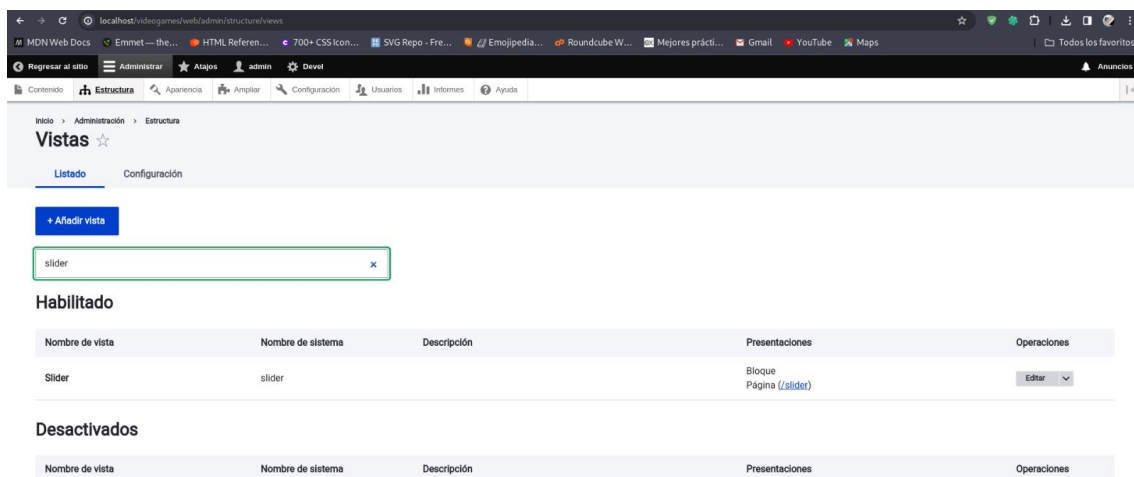 localhost/videogames/web/admin/structure/views
MDN Web Docs Emmet — the... HTML Referen... 700+ CSS Icon... SVG Repo - Fre... Emojipedia... Roundcube W... Mejores prácti... Gmail YouTube Maps Todos los favoritos
Regresar al sitio Administrar Atajos admin Devel Anuncios
Contenido Estructura Apariencia Ampliar Configuración Usuarios Informes Ayuda
Inicio > Administración > Estructura
Vistas
Listado Configuración
+ Añadir vista
slider
Habilitado
Nombre de vista Nombre de sistema Descripción Presentaciones Operaciones
Slider slider Bloque Editar
Página (/slider)
Desactivados
Nombre de vista Nombre de sistema Descripción Presentaciones Operaciones